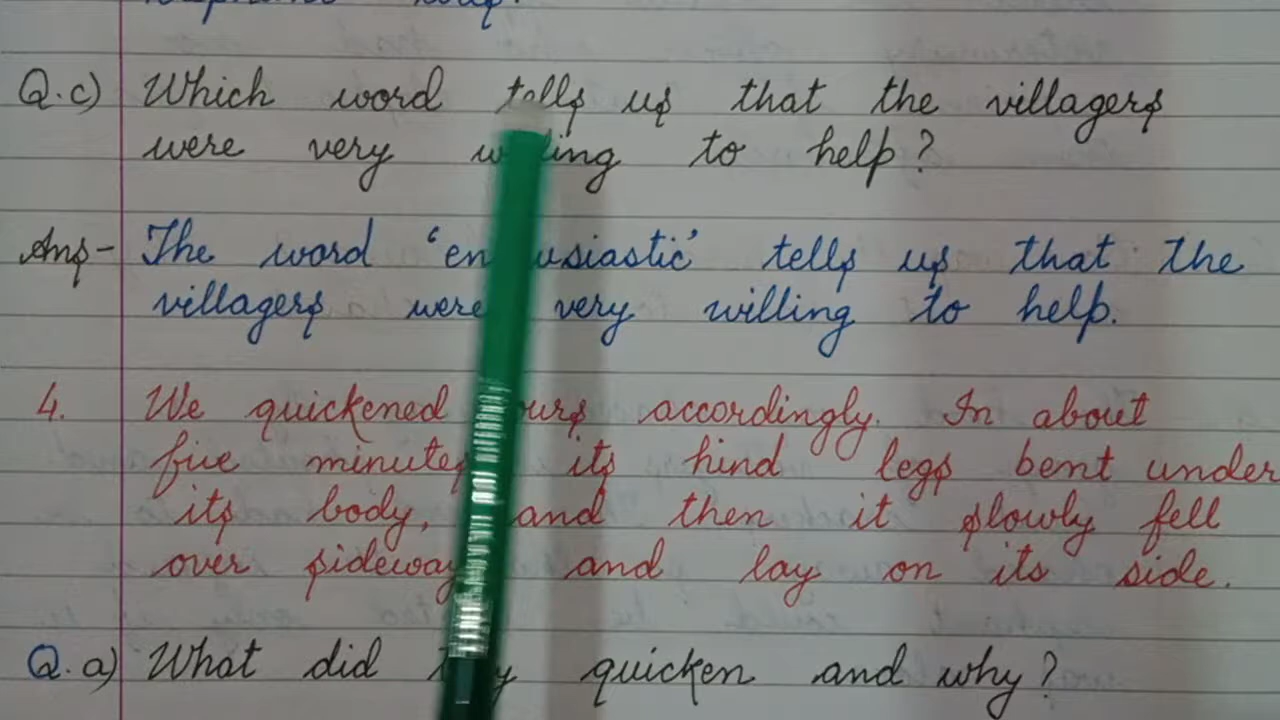 Q.c) Which word tells us that the villagers
were very to help?
Ans- The word tells us that the
villagers were very willing to help.
4. We quickened accordingly. In about
five minutes its hind legs bent under
its body, and then it slowly fell
over sideways and lay on its side.
Q.a) What did quicken and why?